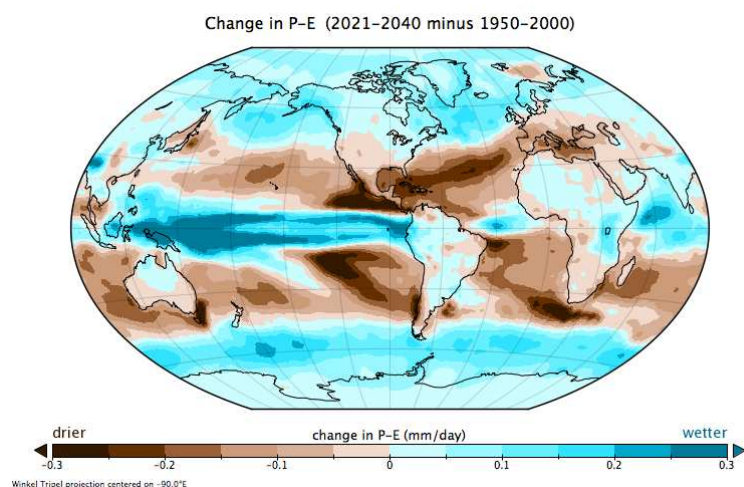 Change in P-E (2021-2040 minus 1950-2000)
drier change in P-E (mm/day) wetter
-0.3 -0.2 -0.1 0 0.1 0.2 0.3
Winkel Tripel projection centered on -90.0°E